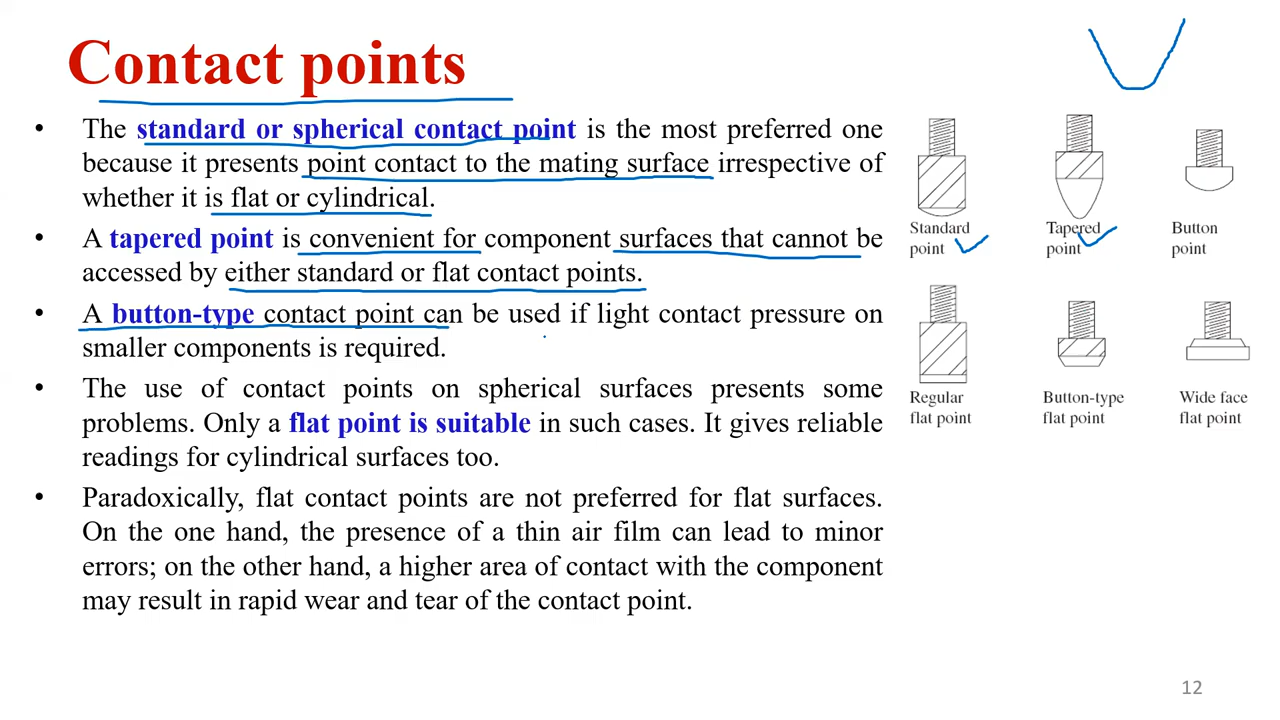 Contact points
• The standard or spherical contact point is the most preferred one
because it presents point contact to the mating surface irrespective of
whether it is flat or cylindrical.
• A tapered point is convenient for component surfaces that cannot be
accessed by either standard or flat contact points.
• A button-type contact point can be used if light contact pressure on
smaller components is required.
• The use of contact points on spherical surfaces presents some
problems. Only a flat point is suitable in such cases. It gives reliable
readings for cylindrical surfaces too.
• Paradoxically, flat contact points are not preferred for flat surfaces.
On the one hand, the presence of a thin air film can lead to minor
errors; on the other hand, a higher area of contact with the component
may result in rapid wear and tear of the contact point.
Standard
point
Tapered
point
Button
point
Regular
flat point
Button-type
flat point
Wide face
flat point
12